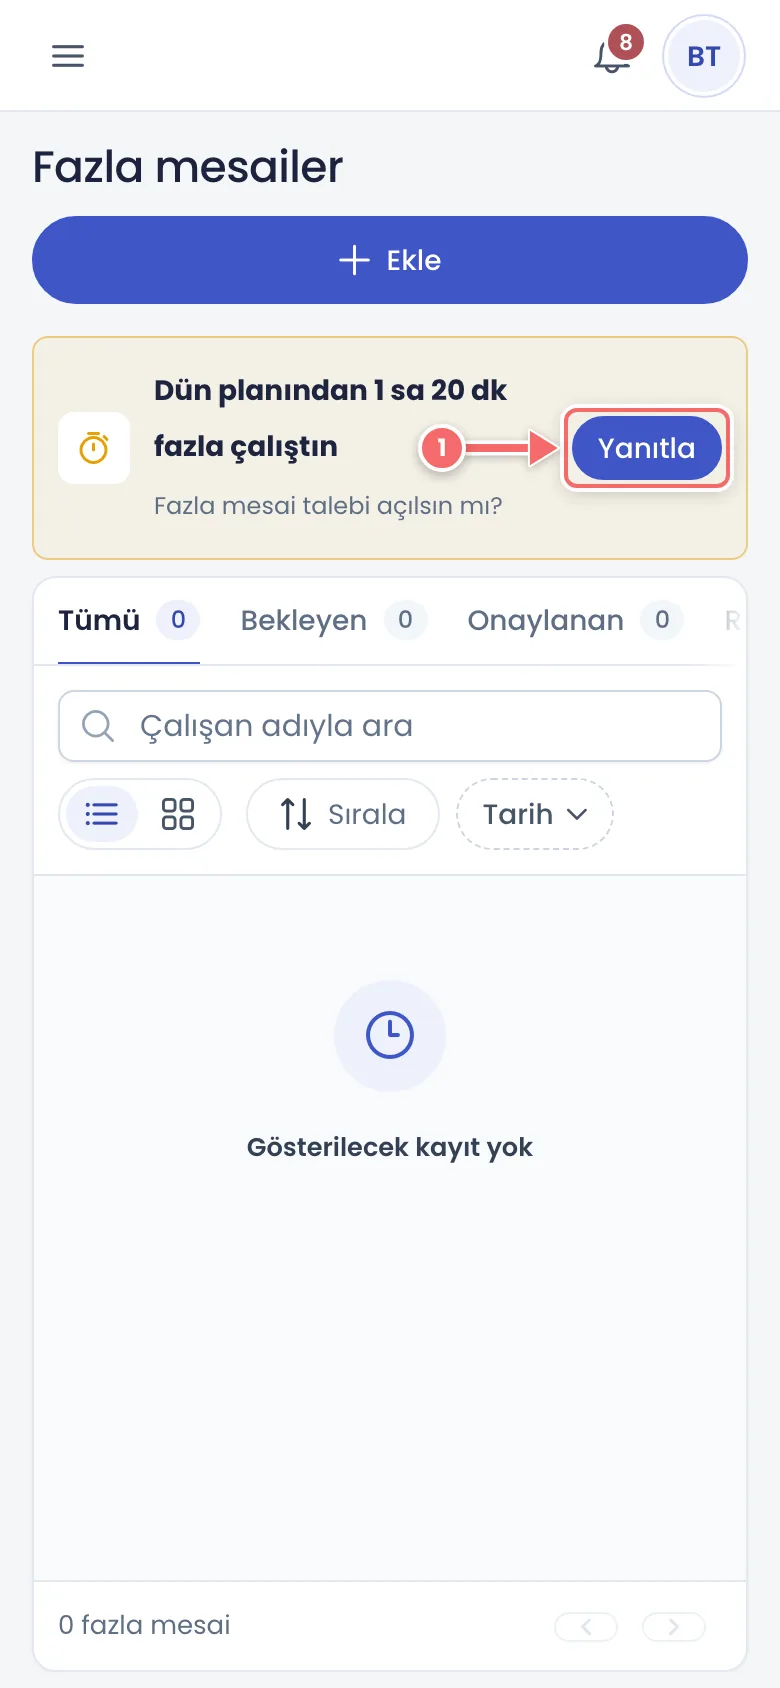 8
BT
Fazla mesailer
Ekle
Dün planından 1 sa 20 dk
fazla çalıştın
1
Yanıtla
Fazla mesai talebi açılsın mı?
Tümü 0 Bekleyen 0 Onaylanan 0 R
Çalışan adıyla ara
Sırala Tarih
Gösterilecek kayıt yok
0 fazla mesai